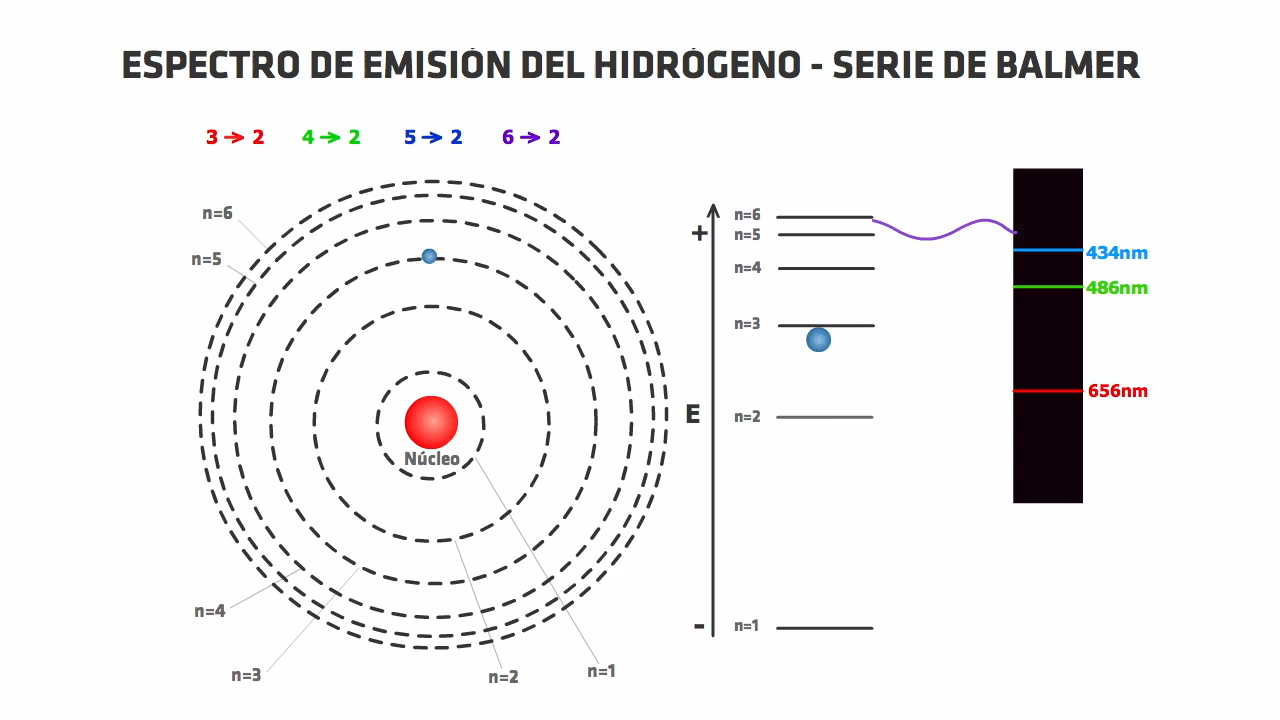 ESPECTRO DE EMISIÓN DEL HIDRÓGENO - SERIE DE BALMER
3 → 2 4 → 2 5 → 2 6 → 2
n=6
n=5
Núcleo
n=4
n=3
n=2
n=1
+
E
-
n=6
n=5
n=4
n=3
n=2
n=1
434nm
486nm
656nm